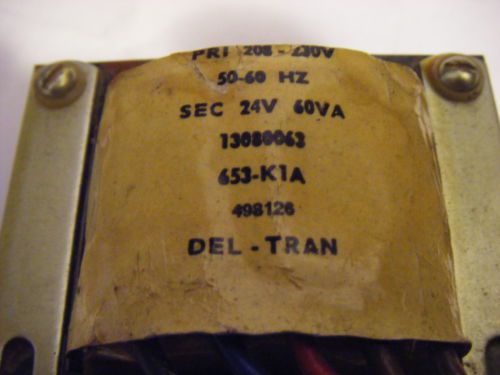 PRI 208 - 230V
50-60 HZ
SEC 24V 60VA
13080063
653-K1A
498126
DEL - TRAN